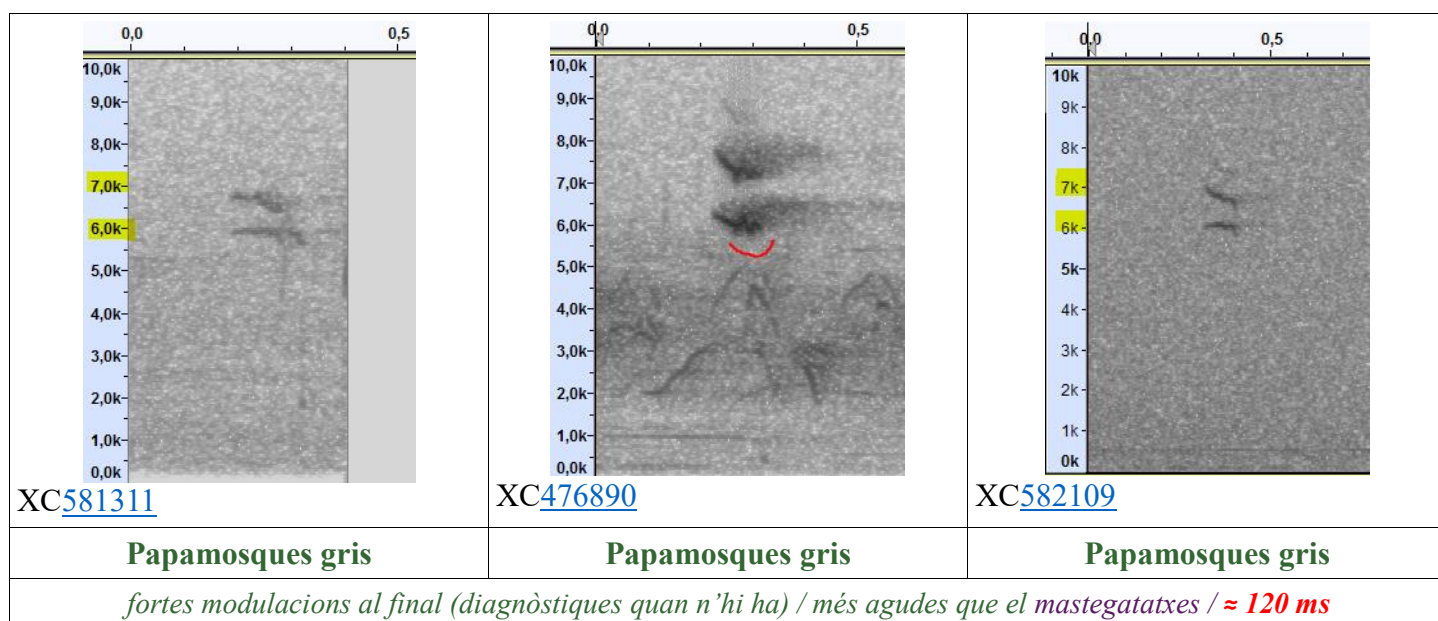 0,0 0,5
10,0k
9,0k
8,0k
7,0k
6,0k
5,0k
4,0k
3,0k
2,0k
1,0k
0,0k
XC581311
0,0 0,5
10,0k
9,0k
8,0k
7,0k
6,0k
5,0k
4,0k
3,0k
2,0k
1,0k
0,0k
XC476890
0,0 0,5
10k
9k
8k
7k
6k
5k
4k
3k
2k
1k
0k
XC582109
Papamosques gris Papamosques gris Papamosques gris
fortes modulacions al final (diagnòstiques quan n’hi ha) / més agudes que el mastegatatxes / ≈ 120 ms